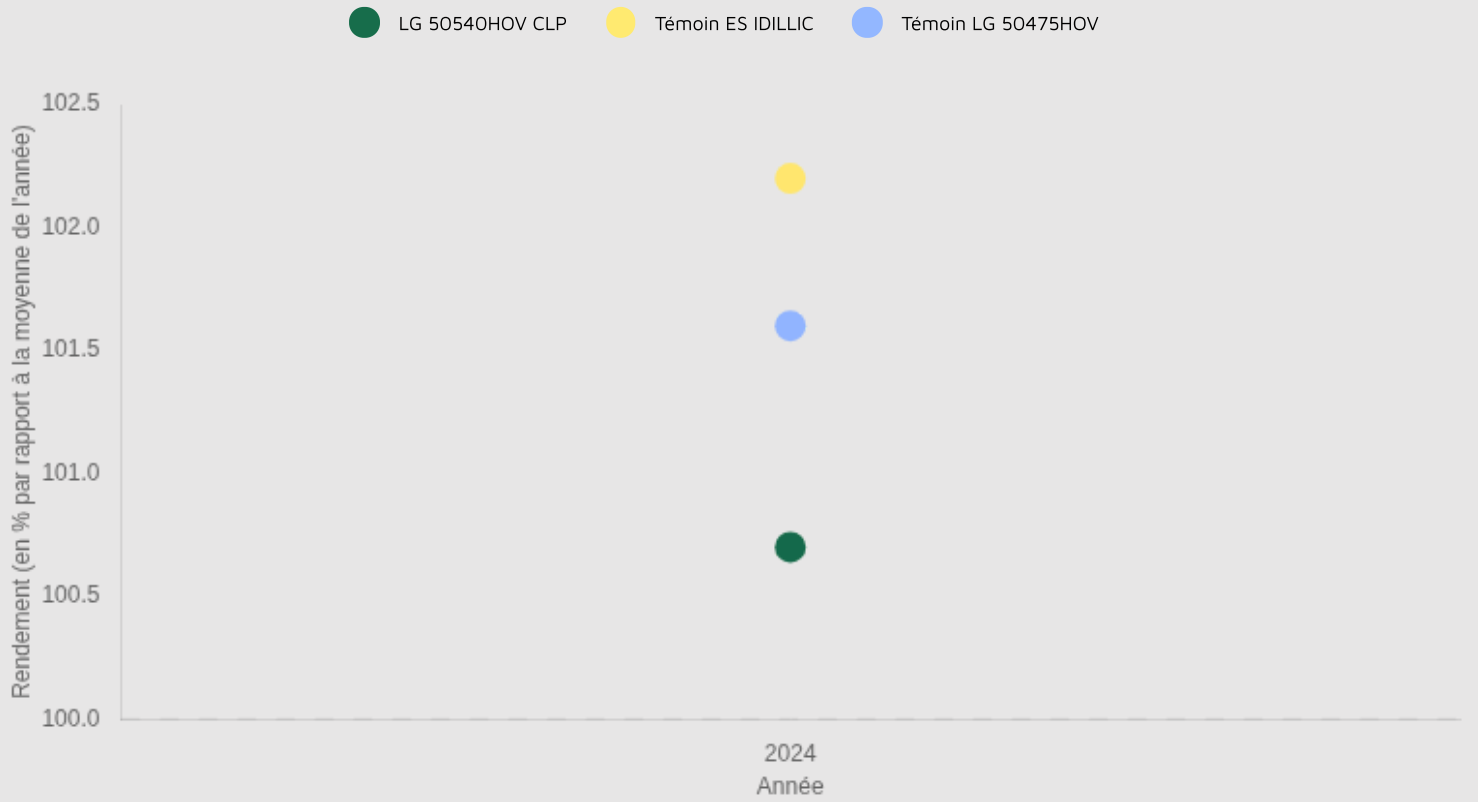 LG 50540HOV CLP Témoin ES IDILLIC Témoin LG 50475HOV
Rendement (en % par rapport à la moyenne de l'année)
102.5
102.0
101.5
101.0
100.5
100.0
2024
Année